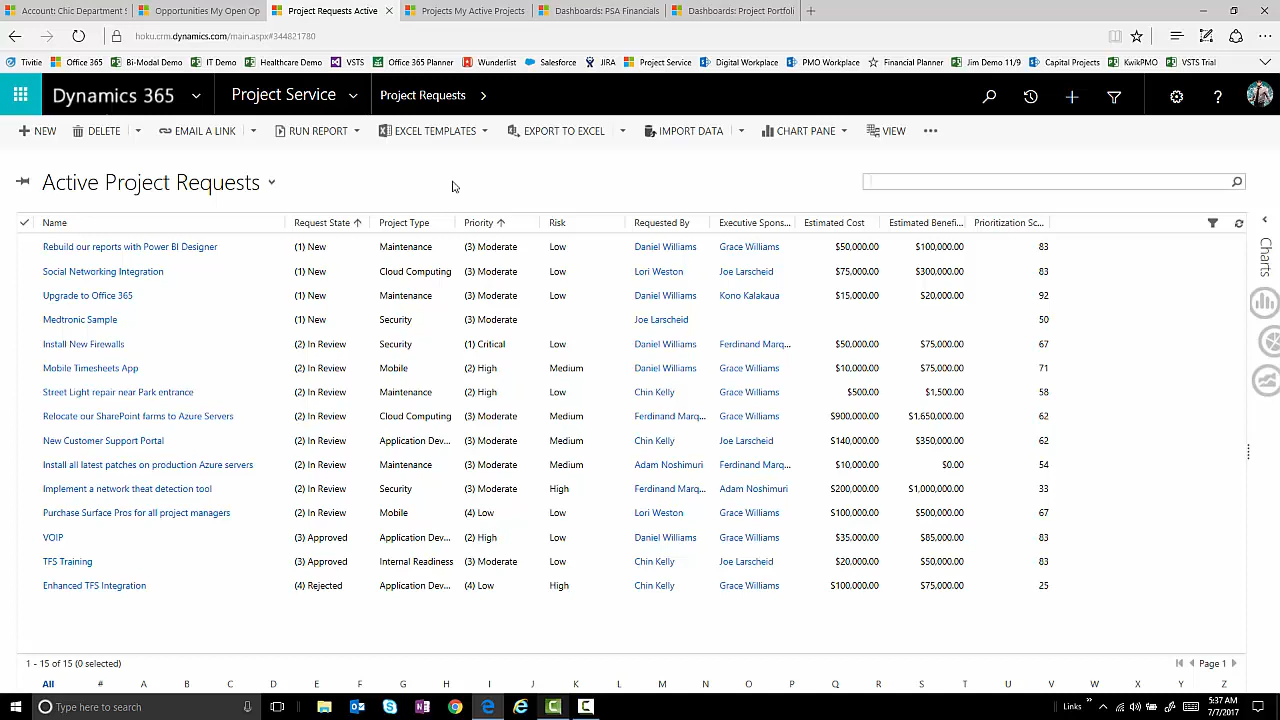 Account: Chic Department S
Opportunities My Open Op
Project Requests Active
Projects My Active Projects
Dashboards: PSA Financials
Dashboards: Project Portfoli
hoku.crm.dynamics.com/main.aspx#344821780
Tivitie Office 365 Bi-Modal Demo IT Demo Healthcare Demo VSTS Office 365 Planner Wunderlist Salesforce JIRA Project Service Digital Workplace PMO Workplace Financial Planner Jim Demo 11/9 Capital Projects KwikPMO VSTS Trial
Dynamics 365 Project Service Project Requests
NEW DELETE EMAIL A LINK RUN REPORT EXCEL TEMPLATES EXPORT TO EXCEL IMPORT DATA CHART PANE VIEW
Active Project Requests
Name Request State Project Type Priority Risk Requested By Executive Spons... Estimated Cost Estimated Benefi... Prioritization Sc...
Rebuild our reports with Power BI Designer (1) New Maintenance (3) Moderate Low Daniel Williams Grace Williams $50,000.00 $100,000.00 83
Social Networking Integration (1) New Cloud Computing (3) Moderate Low Lori Weston Joe Larscheid $75,000.00 $300,000.00 83
Upgrade to Office 365 (1) New Maintenance (3) Moderate Low Daniel Williams Kono Kalakaua $15,000.00 $20,000.00 92
Medtronic Sample (1) New Security (3) Moderate Joe Larscheid 50
Install New Firewalls (2) In Review Security (1) Critical Low Daniel Williams Ferdinand Marq... $50,000.00 $75,000.00 67
Mobile Timesheets App (2) In Review Mobile (2) High Medium Daniel Williams Grace Williams $10,000.00 $75,000.00 71
Street Light repair near Park entrance (2) In Review Maintenance (2) High Low Chin Kelly Grace Williams $500.00 $1,500.00 58
Relocate our SharePoint farms to Azure Servers (2) In Review Cloud Computing (3) Moderate Medium Ferdinand Marq... Grace Williams $900,000.00 $1,650,000.00 62
New Customer Support Portal (2) In Review Application Dev... (3) Moderate Medium Chin Kelly Joe Larscheid $140,000.00 $350,000.00 62
Install all latest patches on production Azure servers (2) In Review Maintenance (3) Moderate Medium Adam Noshimuri Ferdinand Marq... $10,000.00 $0.00 54
Implement a network theat detection tool (2) In Review Security (3) Moderate High Ferdinand Marq... Adam Noshimuri $200,000.00 $1,000,000.00 33
Purchase Surface Pros for all project managers (2) In Review Mobile (4) Low Low Lori Weston Grace Williams $100,000.00 $500,000.00 67
VOIP (3) Approved Application Dev... (2) High Low Daniel Williams Grace Williams $35,000.00 $85,000.00 83
TFS Training (3) Approved Internal Readiness (3) Moderate Low Chin Kelly Joe Larscheid $20,000.00 $50,000.00 83
Enhanced TFS Integration (4) Rejected Application Dev... (4) Low High Chin Kelly Grace Williams $100,000.00 $75,000.00 25
Charts
1 - 15 of 15 (0 selected) Page 1
All # A B C D E F G H I J K L M N O P Q R S T U V W X Y Z
Type here to search Links 5:37 AM
7/7/2017